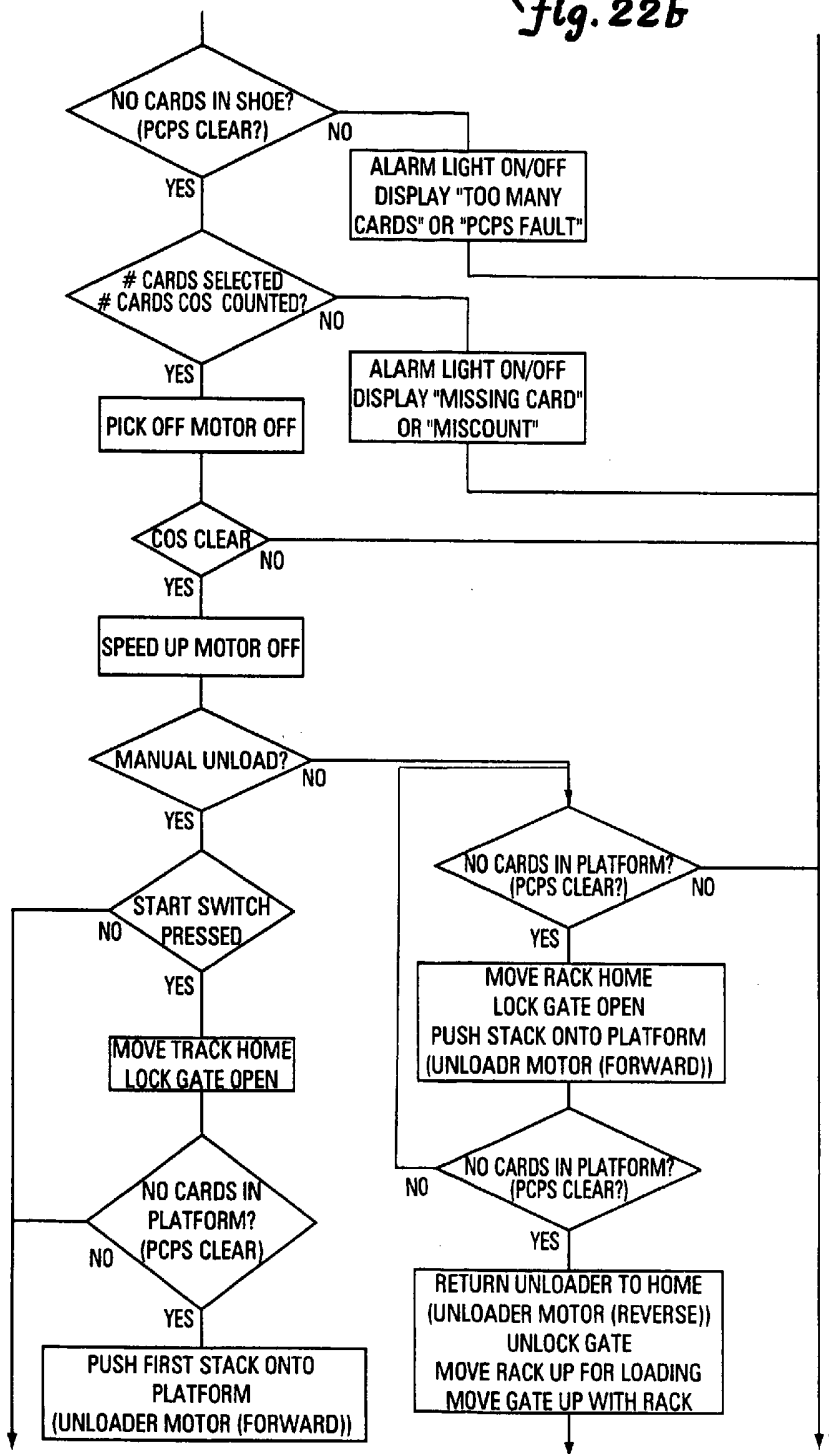 fig. 22b
NO CARDS IN SHOE?
(PCPS CLEAR?)
NO
YES
ALARM LIGHT ON/OFF
DISPLAY "TOO MANY
CARDS" OR "PCPS FAULT"
# CARDS SELECTED
# CARDS COS COUNTED?
NO
YES
ALARM LIGHT ON/OFF
DISPLAY "MISSING CARD"
OR "MISCOUNT"
PICK OFF MOTOR OFF
COS CLEAR
NO
YES
SPEED UP MOTOR OFF
MANUAL UNLOAD?
NO
YES
START SWITCH
PRESSED
NO
YES
MOVE TRACK HOME
LOCK GATE OPEN
NO CARDS IN
PLATFORM?
(PCPS CLEAR)
NO
YES
PUSH FIRST STACK ONTO
PLATFORM
(UNLOADER MOTOR (FORWARD))
NO CARDS IN PLATFORM?
(PCPS CLEAR?)
NO
YES
MOVE RACK HOME
LOCK GATE OPEN
PUSH STACK ONTO PLATFORM
(UNLOADR MOTOR (FORWARD))
NO CARDS IN PLATFORM?
(PCPS CLEAR?)
NO
YES
RETURN UNLOADER TO HOME
(UNLOADER MOTOR (REVERSE))
UNLOCK GATE
MOVE RACK UP FOR LOADING
MOVE GATE UP WITH RACK